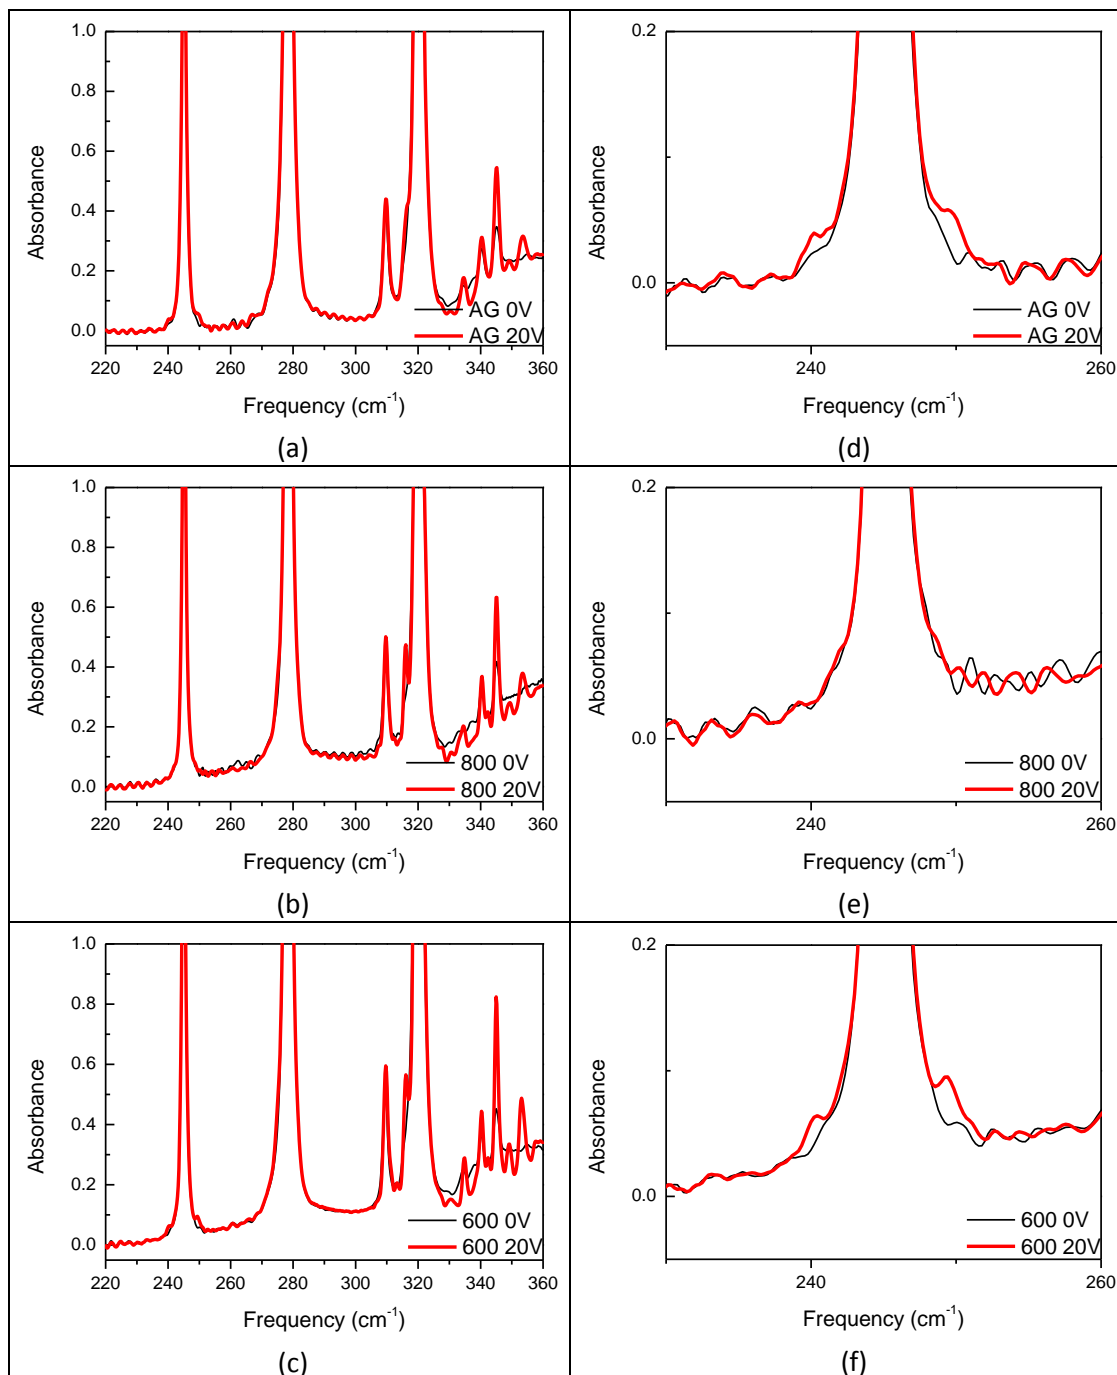 1.0
0.8
0.6
0.4
0.2
0.0
Absorbance
AG 0V
AG 20V
220 240 260 280 300 320 340 360
Frequency (cm-1)
(a)
0.2
0.0
Absorbance
AG 0V
AG 20V
240 260
Frequency (cm-1)
(d)
1.0
0.8
0.6
0.4
0.2
0.0
Absorbance
800 0V
800 20V
220 240 260 280 300 320 340 360
Frequency (cm-1)
(b)
0.2
0.0
Absorbance
800 0V
800 20V
240 260
Frequency (cm-1)
(e)
1.0
0.8
0.6
0.4
0.2
0.0
Absorbance
600 0V
600 20V
220 240 260 280 300 320 340 360
Frequency (cm-1)
(c)
0.2
0.0
Absorbance
600 0V
600 20V
240 260
Frequency (cm-1)
(f)